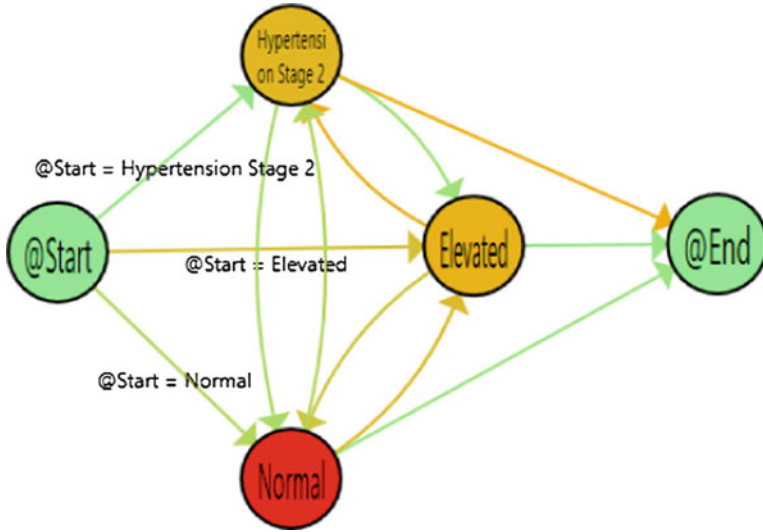 Hypertensi
on Stage 2
@Start = Hypertension Stage 2
@Start
@Start = Elevated
Elevated
@End
@Start = Normal
Normal